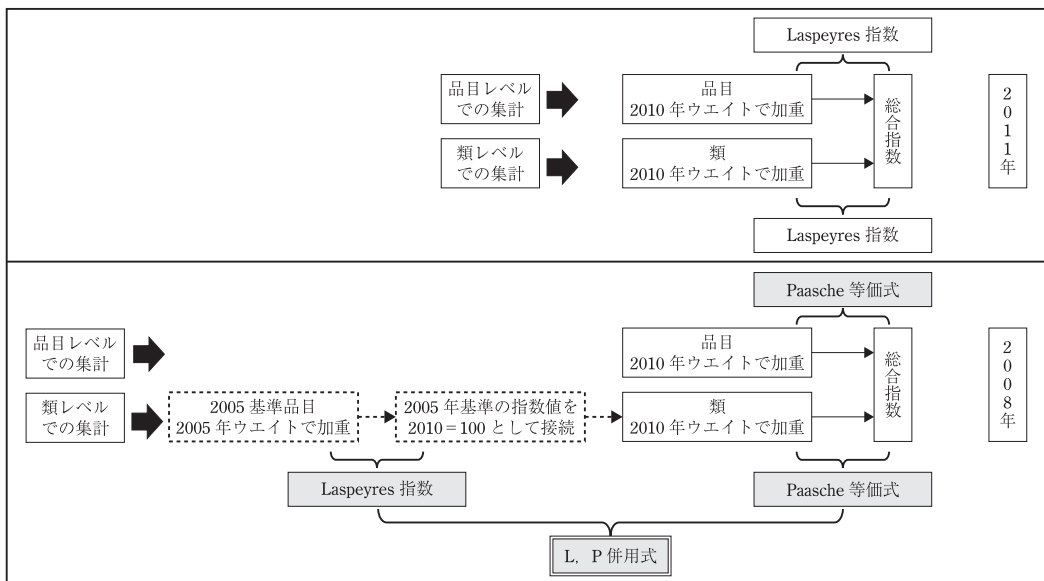 Laspeyres 指数
品目レベル
での集計
品目
2010 年ウエイトで加重
総合指数
2011年
類レベル
での集計
類
2010 年ウエイトで加重
Laspeyres 指数
Paasche 等価式
品目レベル
での集計
品目
2010 年ウエイトで加重
総合指数
2008年
類レベル
での集計
2005 基準品目
2005 年ウエイトで加重
2005 年基準の指数値を
2010＝100 として接続
類
2010 年ウエイトで加重
Laspeyres 指数
Paasche 等価式
L，P 併用式